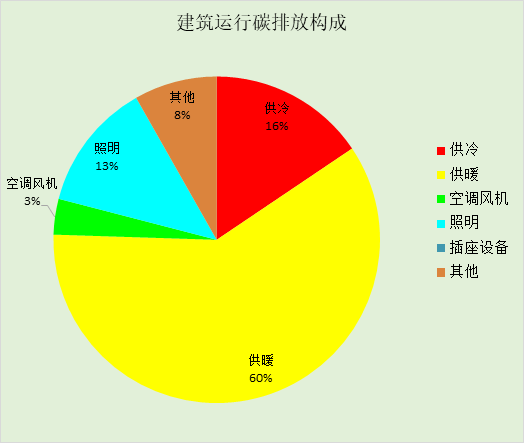 建筑运行碳排放构成
供冷
16%
供暖
60%
空调风机
3%
照明
13%
其他
8%
供冷
供暖
空调风机
照明
插座设备
其他